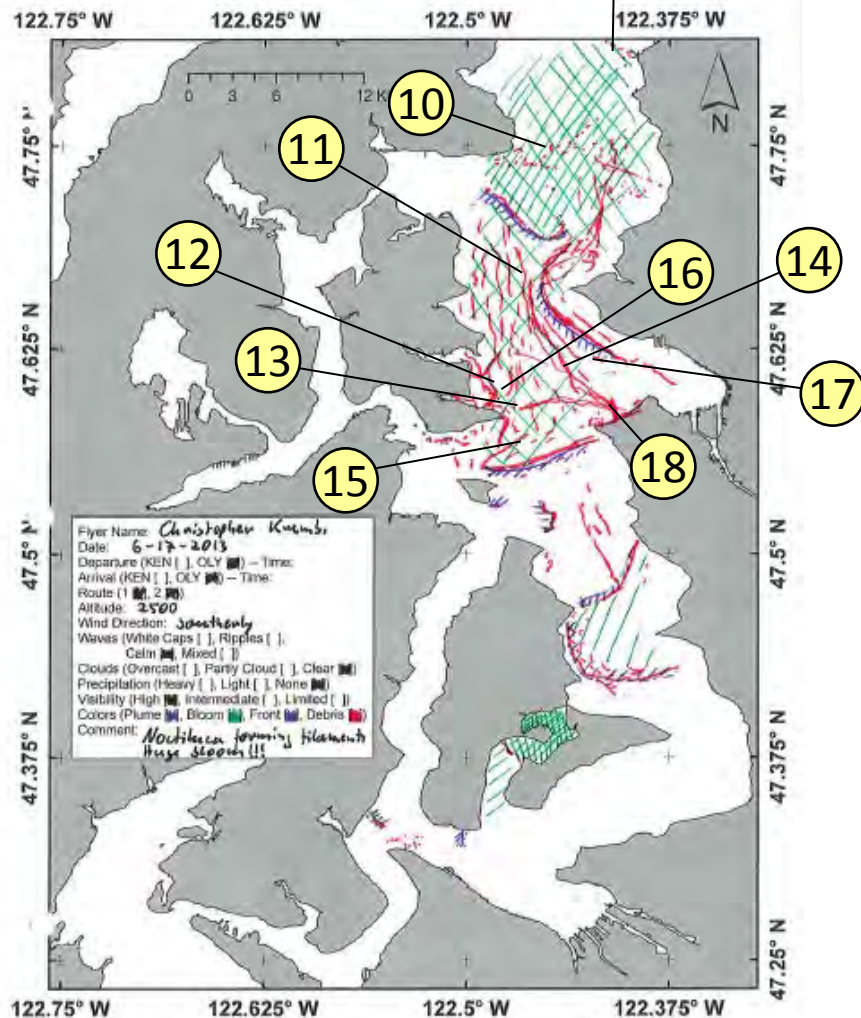 122.75° W 122.625° W 122.5° W 122.375° W
0 3 6 12 K
N
10
11
12
16
14
13
17
15
18
47.75° N
47.625° N
47.5° N
47.375° N
47.25° N
47.75° N
47.625° N
47.5° N
47.375° N
47.25° N
Flyer Name: Christopher
Date: 6-17-2013
Departure (KEN [ ], OLY [ ]) – Time:
Arrival (KEN [ ], OLY [ ]) – Time:
Route (1 [ ], 2 [ ])
Altitude: 2500
Wind Direction: southerly
Waves (White Caps [ ], Ripples [ ],
Calm [ ], Mixed [ ])
Clouds (Overcast [ ], Partly Cloud [ ], Clear [ ])
Precipitation (Heavy [ ], Light [ ], None [ ])
Visibility (High [ ], Intermediate [ ], Limited [ ])
Colors (Plume [ ], Bloom [ ], Front [ ], Debris [ ])
Comment: Noctiluca forming filaments
Huge bloom!!!
122.75° W 122.625° W 122.5° W 122.375° W